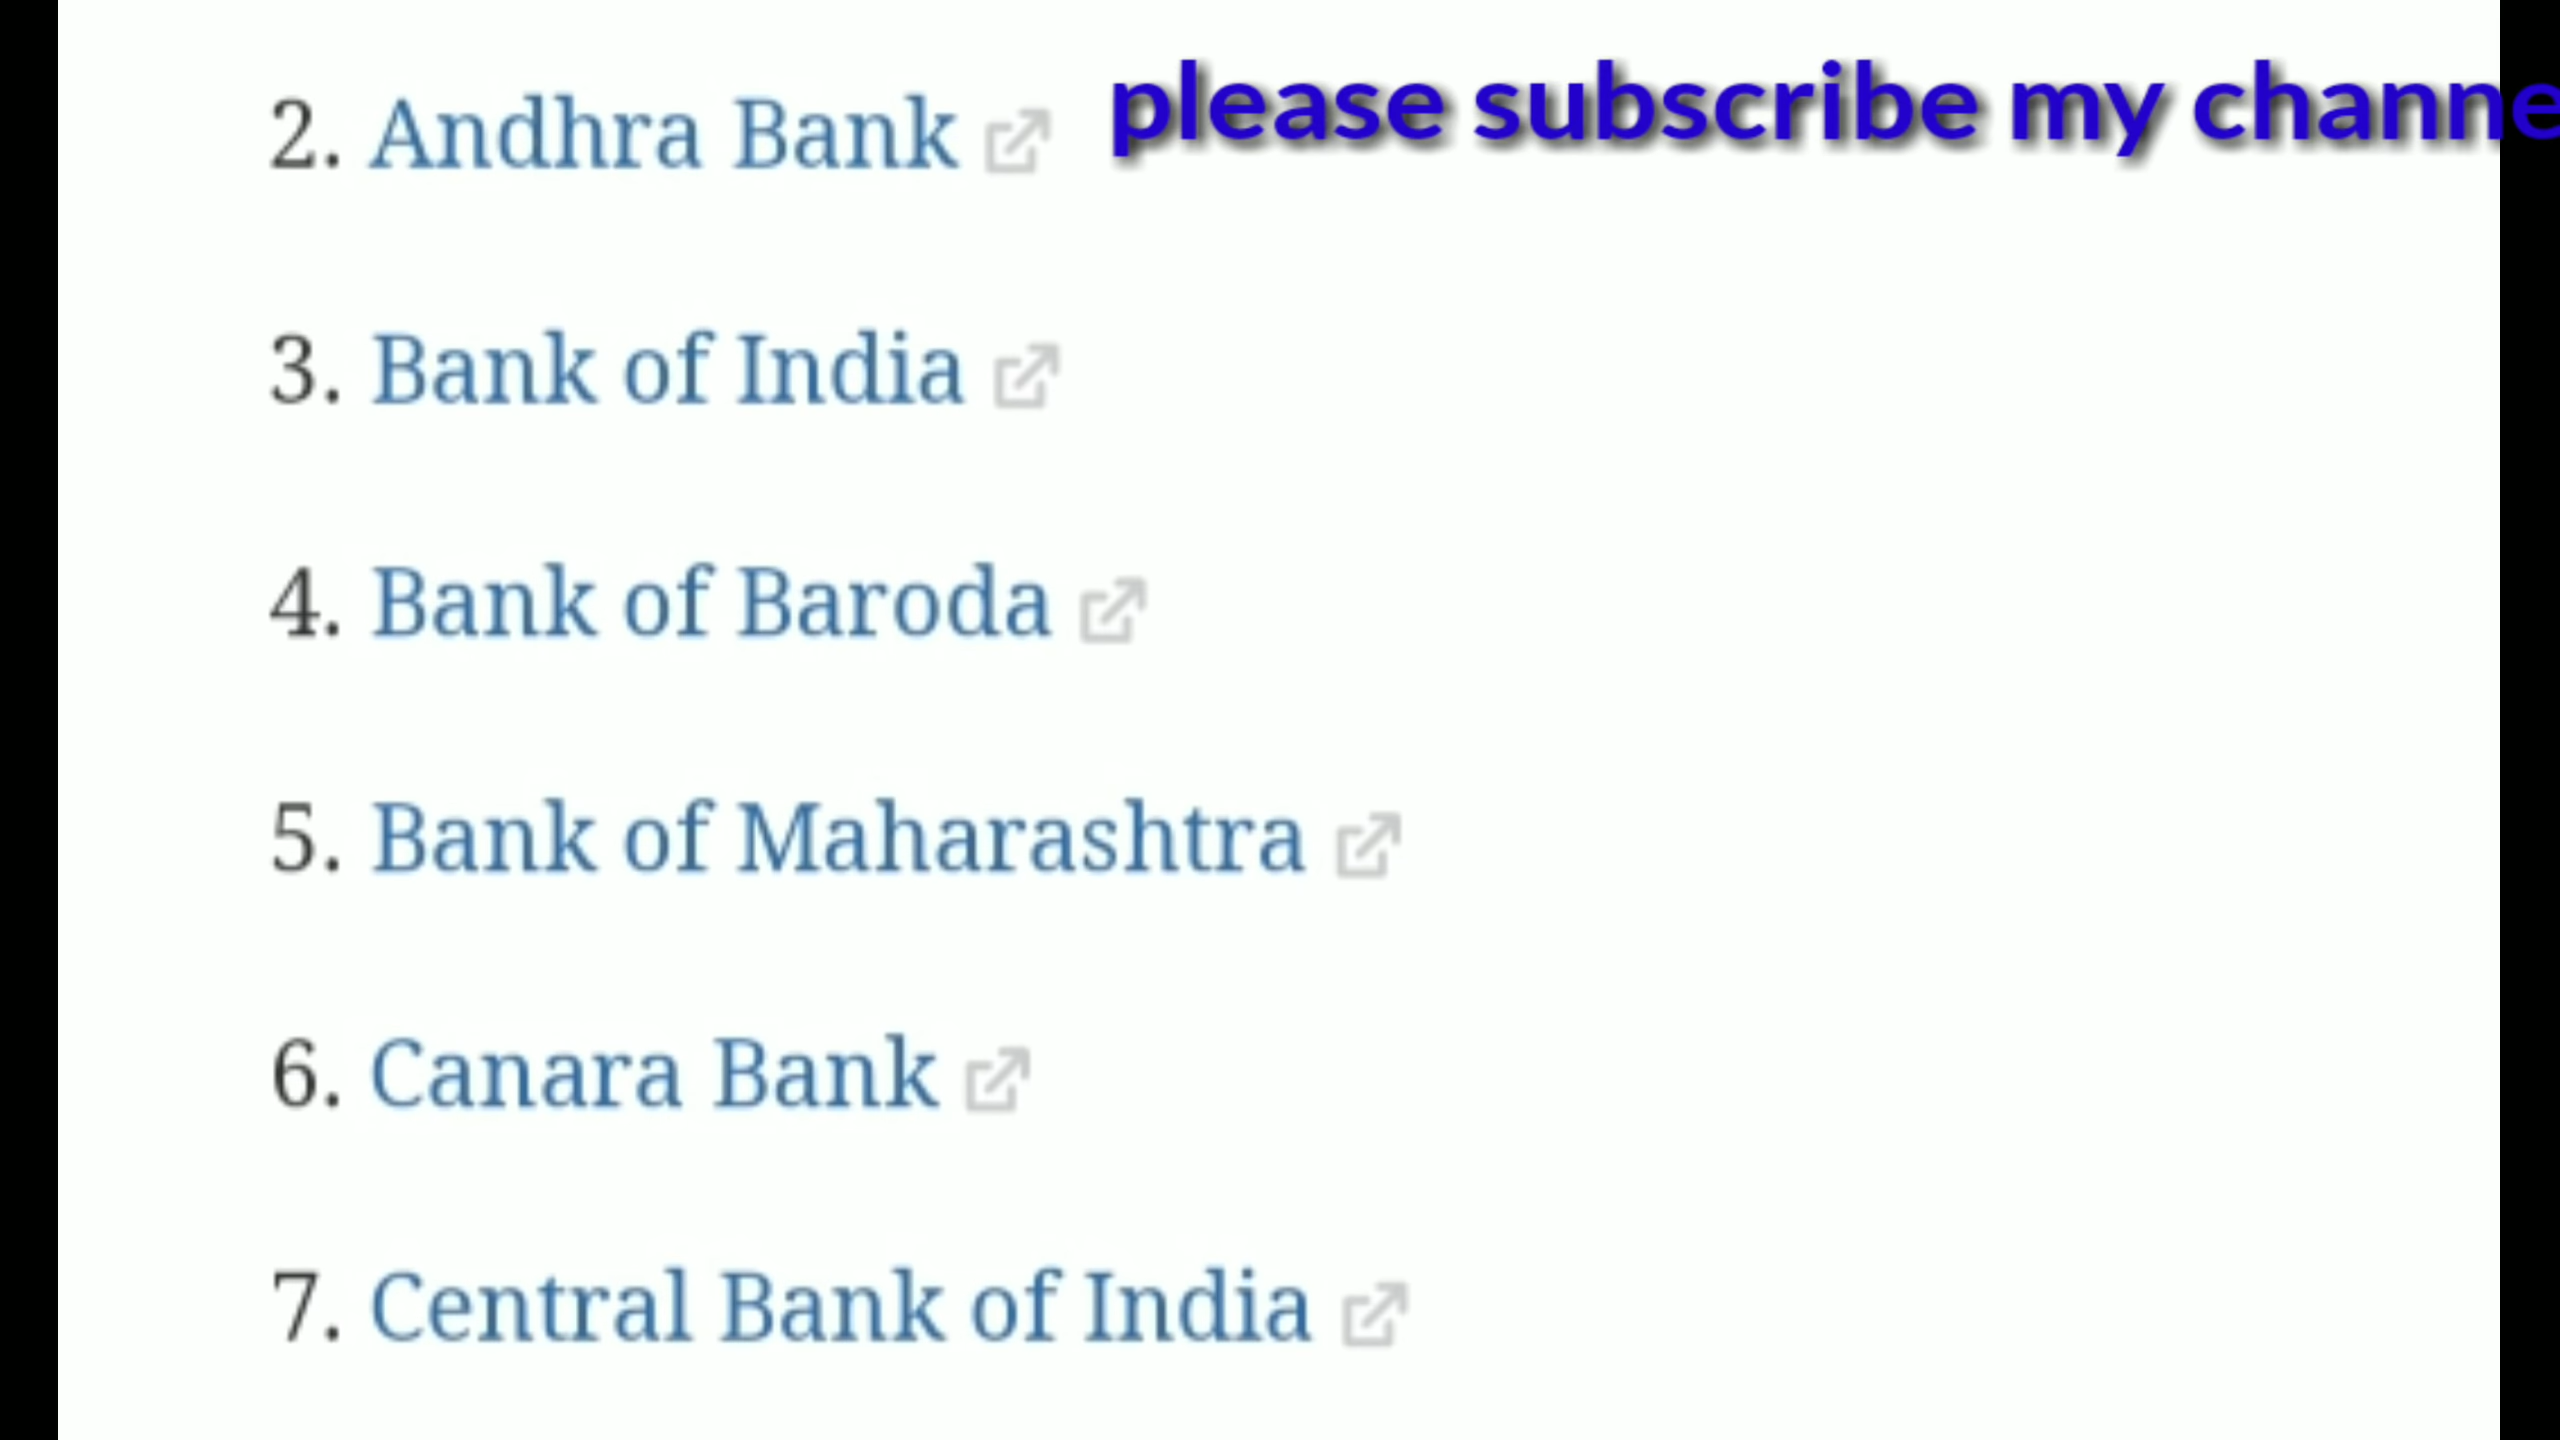 2. Andhra Bank
please subscribe my channe
3. Bank of India
4. Bank of Baroda
5. Bank of Maharashtra
6. Canara Bank
7. Central Bank of India